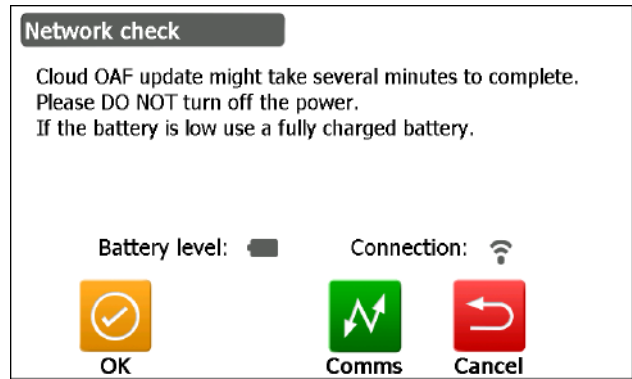 Network check
Cloud OAF update might take several minutes to complete.
Please DO NOT turn off the power.
If the battery is low use a fully charged battery.
Battery level: Connection:
OK Comms Cancel